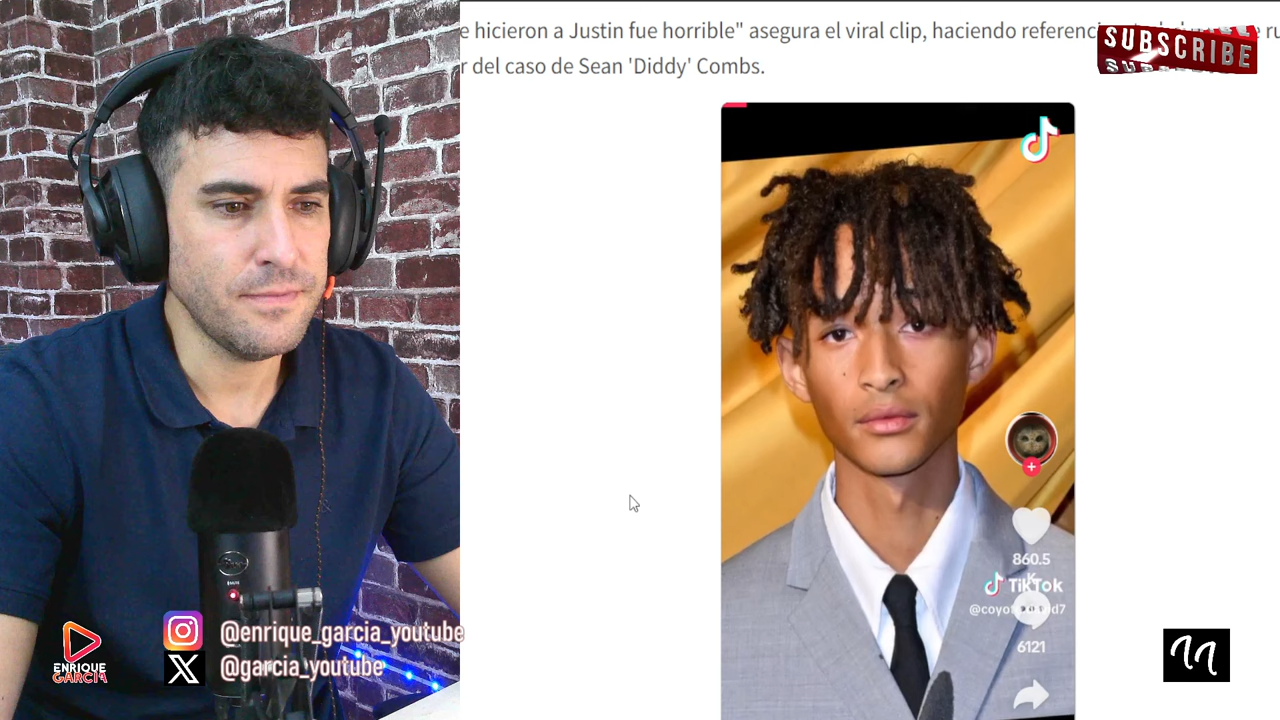 e hicieron a Justin fue horrible" asegura el viral clip, haciendo referenc
r del caso de Sean 'Diddy' Combs.
SUBSCRIBE
860.5
K
TikTok
6121
ENRIQUE
GARCIA
@enrique_garcia_youtube
@garcia_youtube